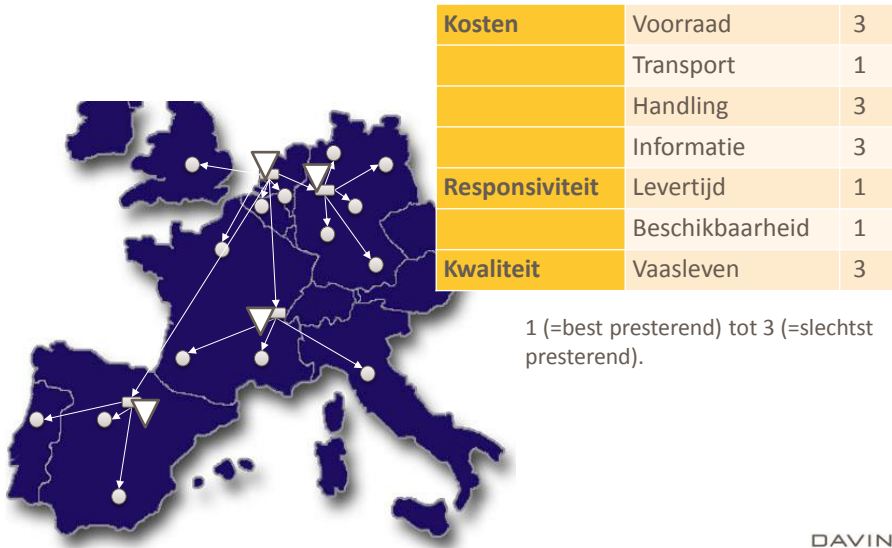 Kosten Voorraad 3
Transport 1
Handling 3
Informatie 3
Responsiviteit Levertijd 1
Beschikbaarheid 1
Kwaliteit Vaasleven 3
1 (=best presterend) tot 3 (=slechtst
presterend).
DAVIN